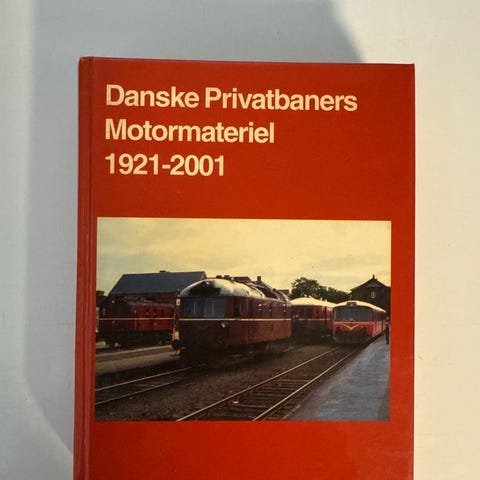 Danske Privatbaners
Motormateriel
1921-2001